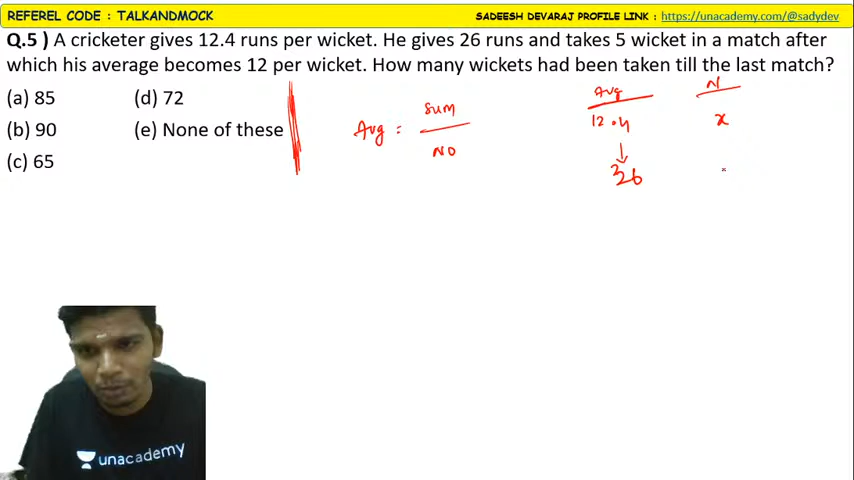 REFEREL CODE : TALKANDMOCK
SADEESH DEVARAJ PROFILE LINK : https://unacademy.com/@sadydev
Q.5 ) A cricketer gives 12.4 runs per wicket. He gives 26 runs and takes 5 wicket in a match after
which his average becomes 12 per wicket. How many wickets had been taken till the last match?
(a) 85 (d) 72
(b) 90 (e) None of these
(c) 65
Avg = Sum
NO
Avg N
12.4 x
26
unacademy